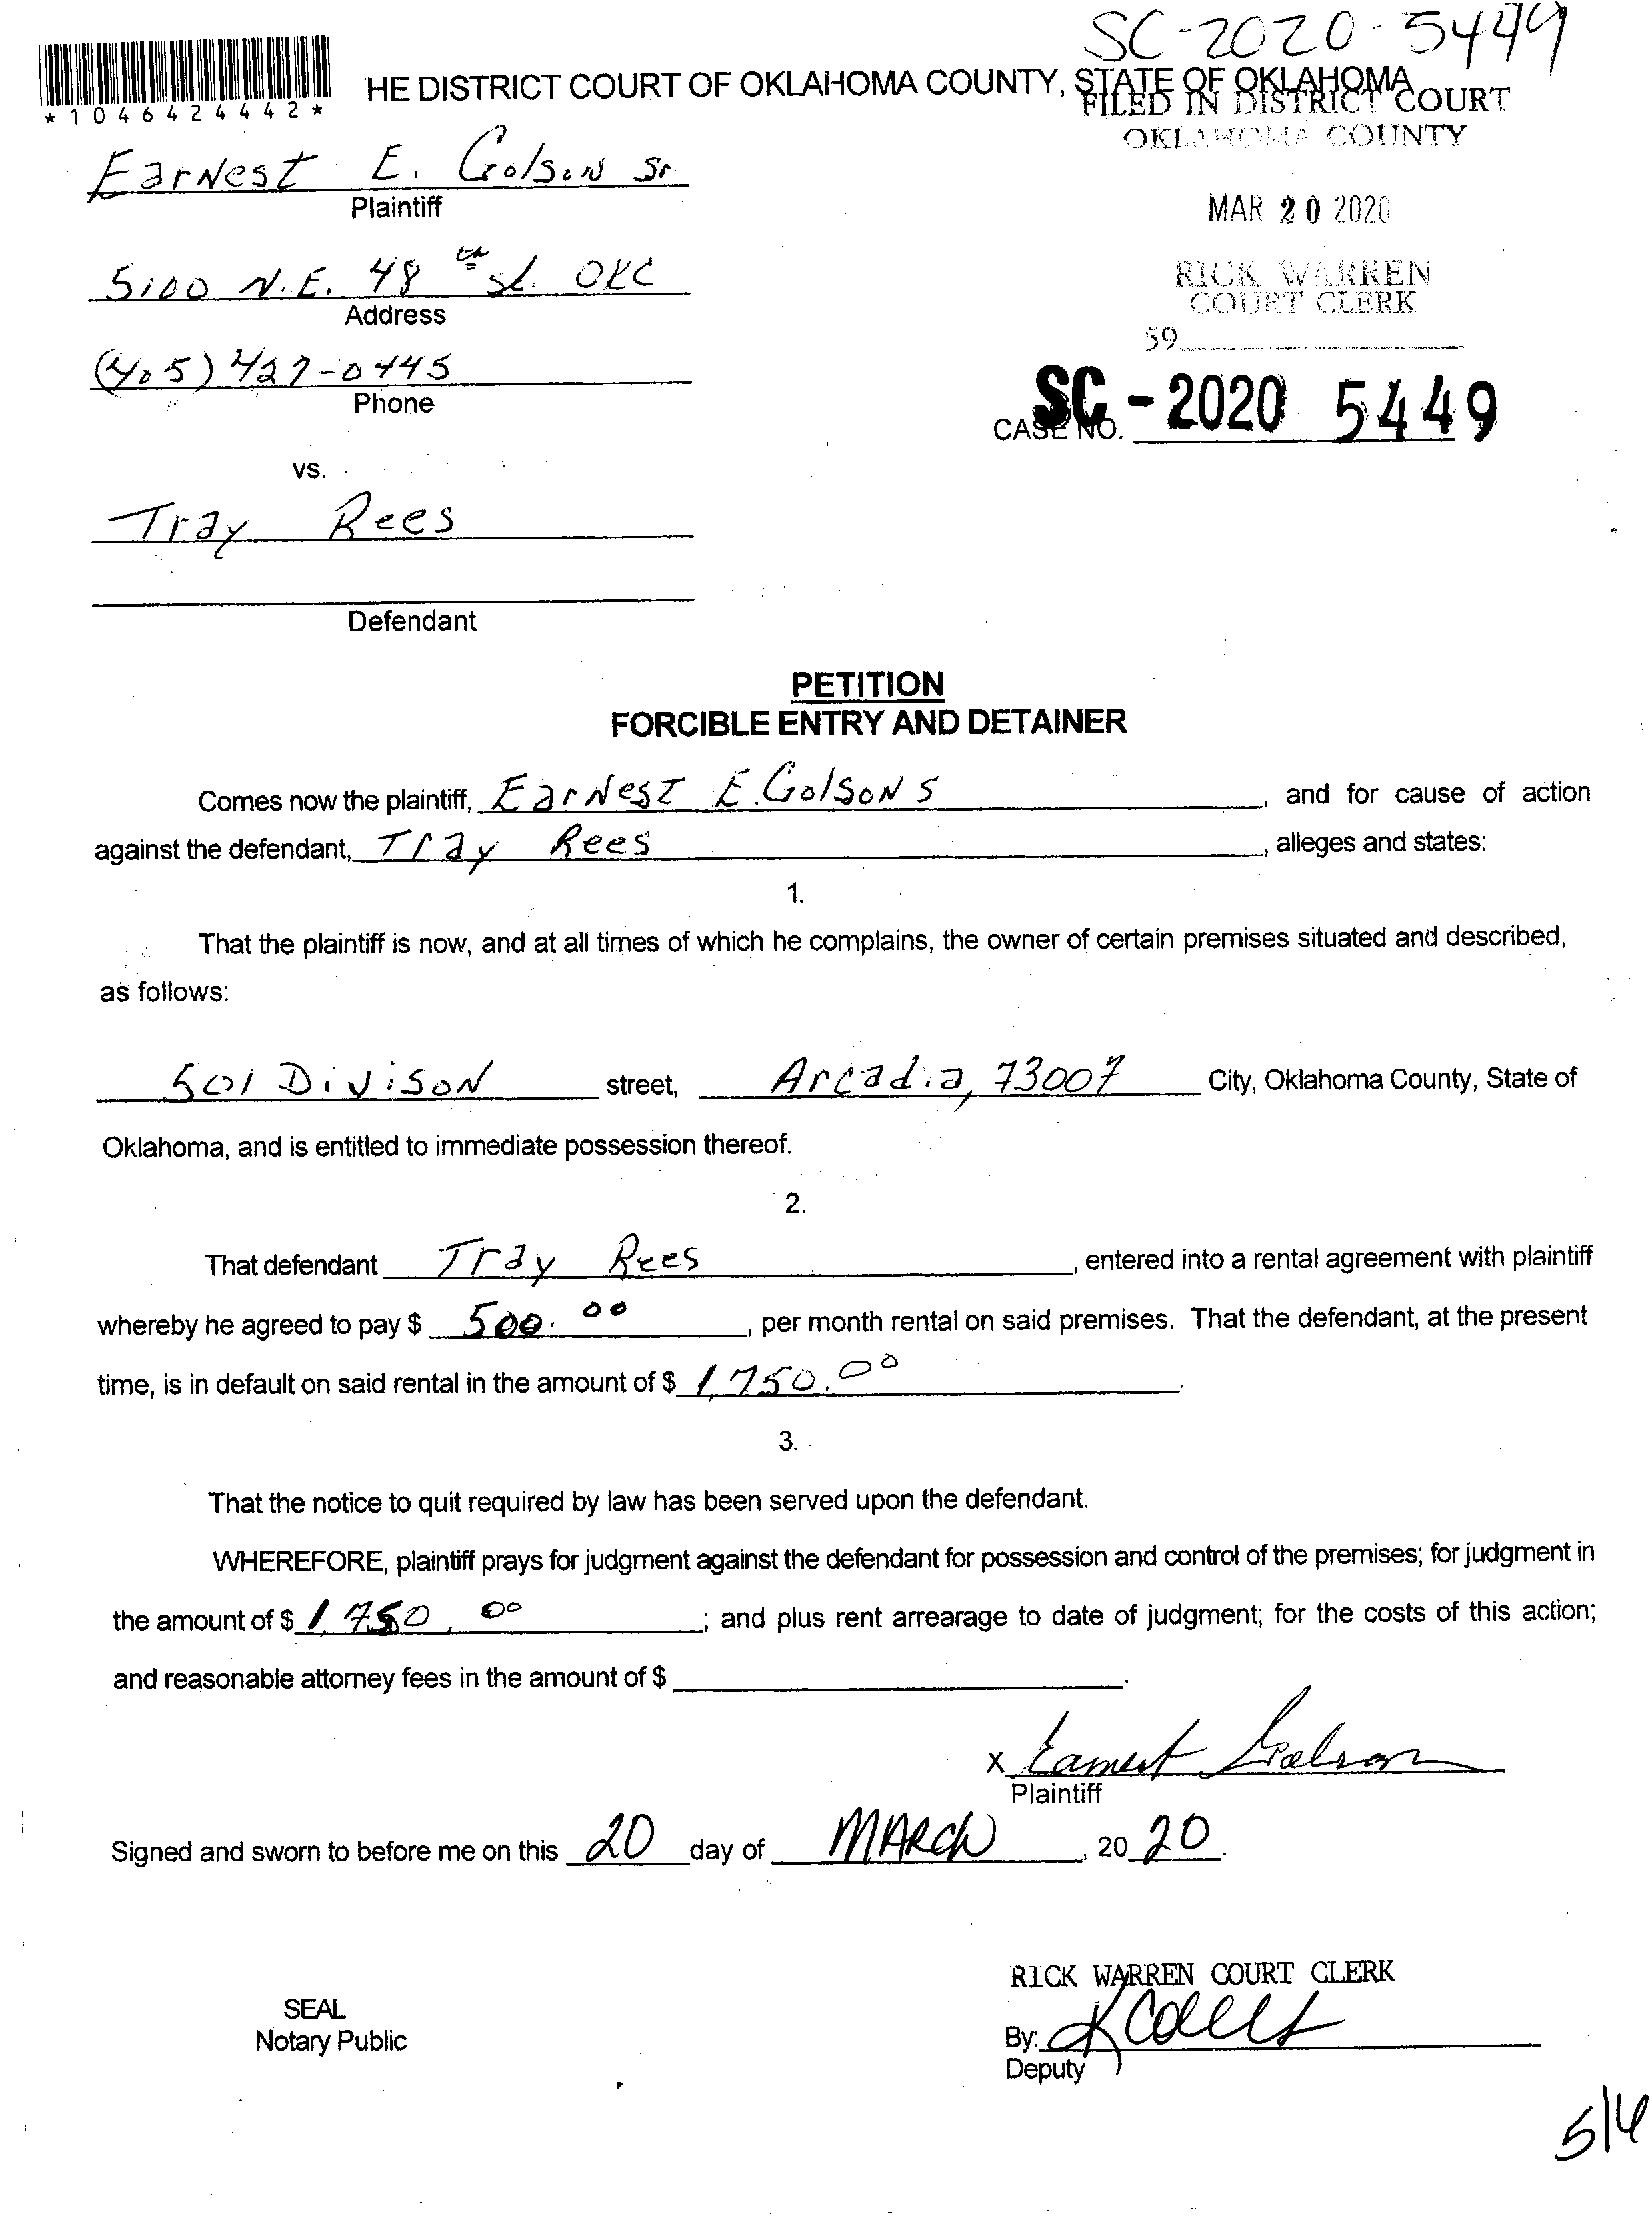 SC-2020-5449
HE DISTRICT COURT OF OKLAHOMA COUNTY, STATE OF OKLAHOMA
FILED IN DISTRICT COURT
OKLAHOMA COUNTY
*1046424442*
Earnest E. Golson Sr
Plaintiff
MAR 20 2020
5100 N.E. 48 th st. OKC
Address
RICK WARREN
COURT CLERK
59
(405) 427-0445
Phone
CASE NO. SC - 2020 5449
vs.
Tray Rees
Defendant
PETITION
FORCIBLE ENTRY AND DETAINER
Comes now the plaintiff, Earnest E. Golson S, and for cause of action
against the defendant, Tray Rees, alleges and states:
1.
That the plaintiff is now, and at all times of which he complains, the owner of certain premises situated and described,
as follows:
501 Divison street, Arcadia, 73007 City, Oklahoma County, State of
Oklahoma, and is entitled to immediate possession thereof.
2.
That defendant Tray Rees, entered into a rental agreement with plaintiff
whereby he agreed to pay $ 500.00, per month rental on said premises. That the defendant, at the present
time, is in default on said rental in the amount of $ 1,750.00.
3.
That the notice to quit required by law has been served upon the defendant.
WHEREFORE, plaintiff prays for judgment against the defendant for possession and control of the premises; for judgment in
the amount of $ 1,750.00; and plus rent arrearage to date of judgment; for the costs of this action;
and reasonable attorney fees in the amount of $ .
x Earnest Golson
Plaintiff
Signed and sworn to before me on this 20 day of MARCH, 20 20.
RICK WARREN COURT CLERK
SEAL
Notary Public
By:
Deputy